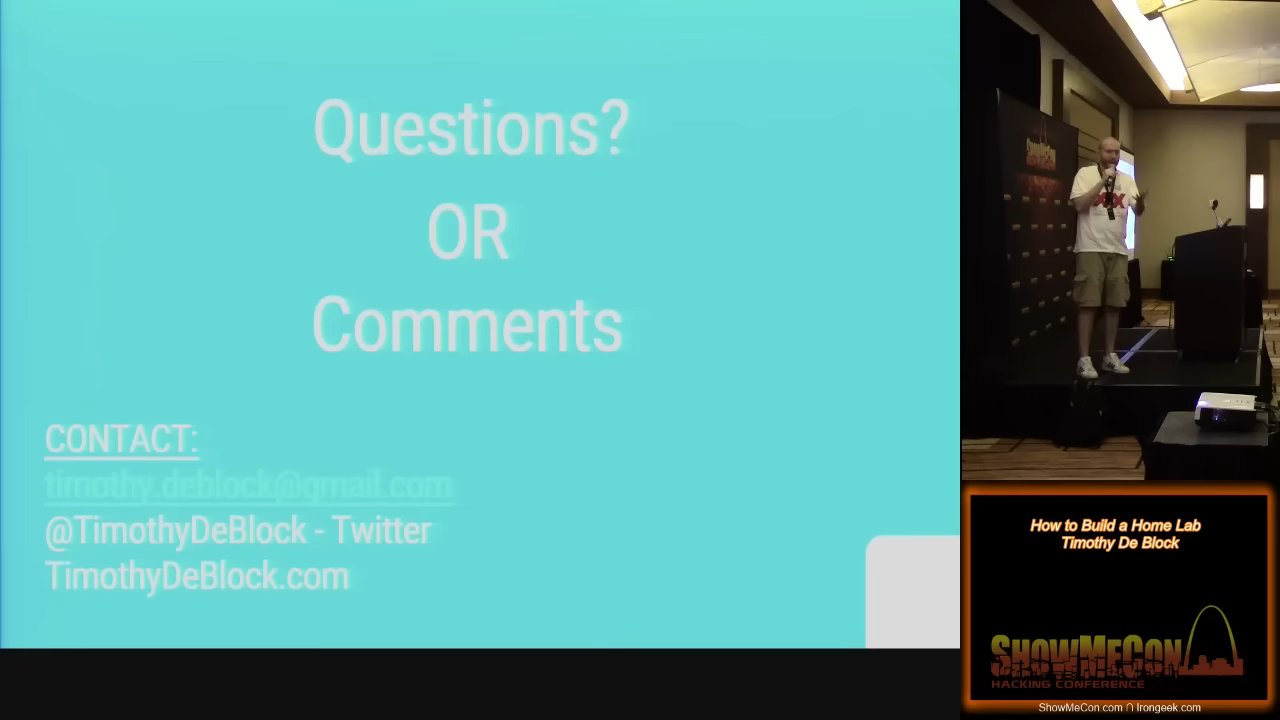 Questions?
OR
Comments
CONTACT:
timothy.deblock@gmail.com
@TimothyDeBlock - Twitter
TimothyDeBlock.com
How to Build a Home Lab
Timothy De Block
SHOWMECON
HACKING CONFERENCE
ShowMeCon.com ∩ Irongeek.com